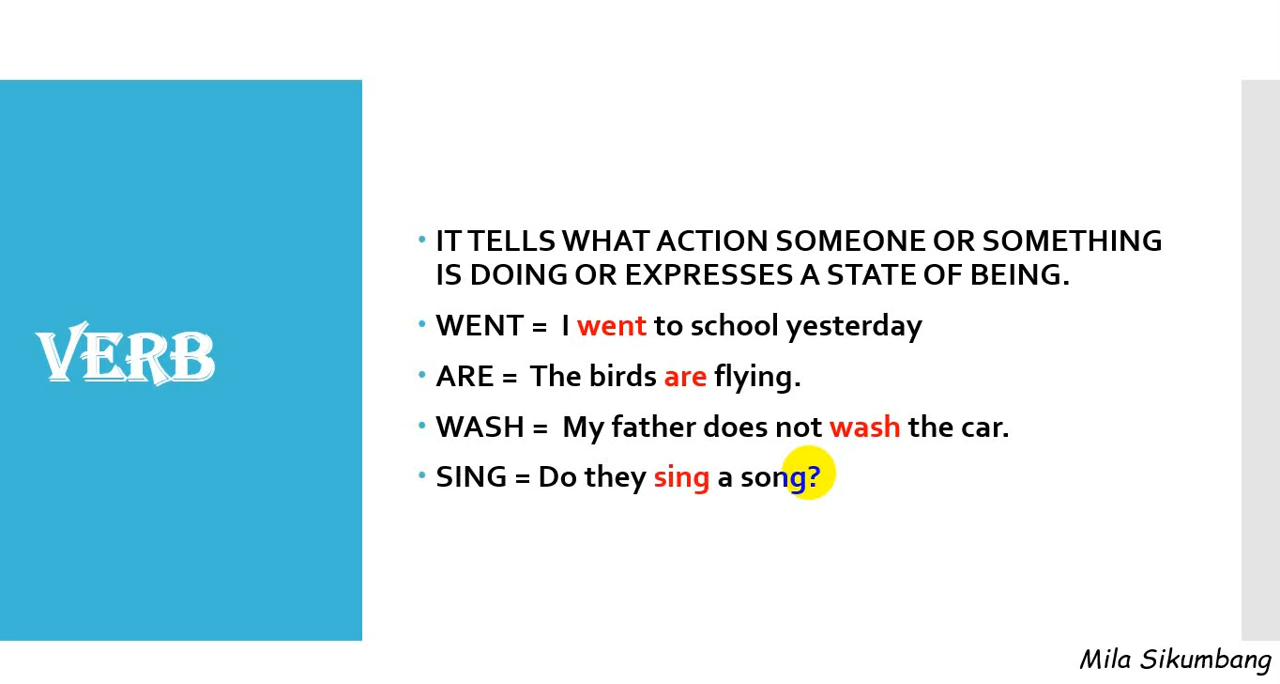 VERB
• IT TELLS WHAT ACTION SOMEONE OR SOMETHING
IS DOING OR EXPRESSES A STATE OF BEING.
• WENT = I went to school yesterday
• ARE = The birds are flying.
• WASH = My father does not wash the car.
• SING = Do they sing a song?
Mila Sikumbang